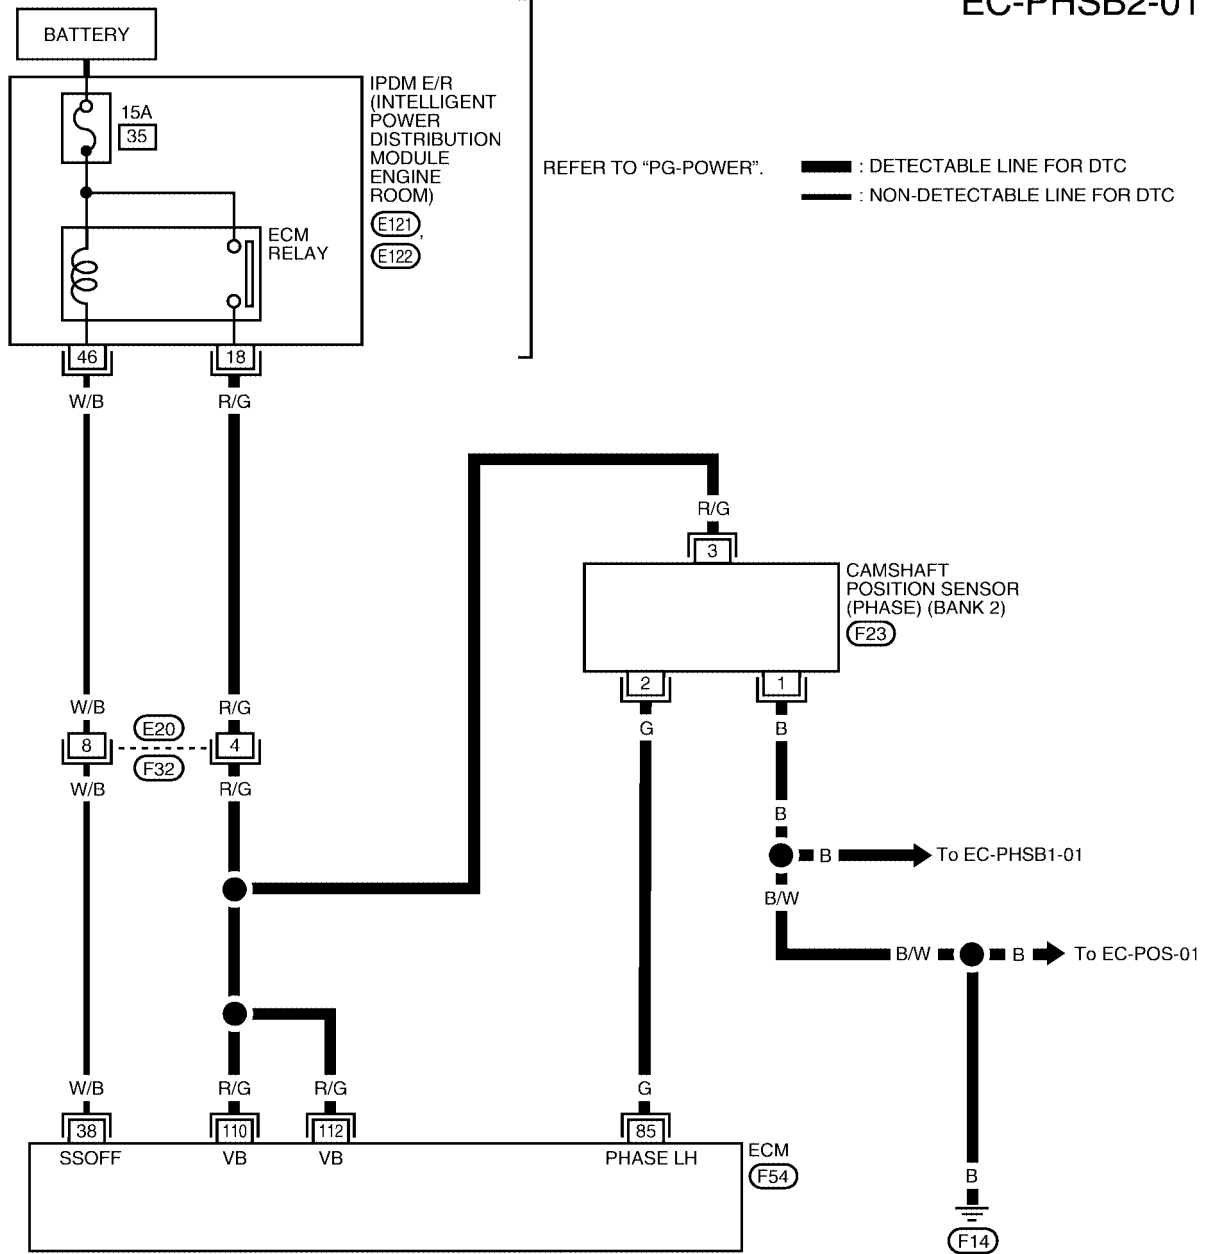 EC-PHSB2-01
BATTERY
15A
35
IPDM E/R
(INTELLIGENT
POWER
DISTRIBUTION
MODULE
ENGINE
ROOM)
E121,
E122
ECM
RELAY
REFER TO “PG-POWER”.
: DETECTABLE LINE FOR DTC
: NON-DETECTABLE LINE FOR DTC
46
18
W/B
R/G
R/G
3
CAMSHAFT
POSITION SENSOR
(PHASE) (BANK 2)
F23
2
1
W/B
R/G
G
B
8
E20
F32
4
W/B
R/G
B
B
To EC-PHSB1-01
B/W
B/W
B
To EC-POS-01
W/B
R/G
R/G
G
38
110
112
85
SSOFF
VB
VB
PHASE LH
ECM
F54
B
F14